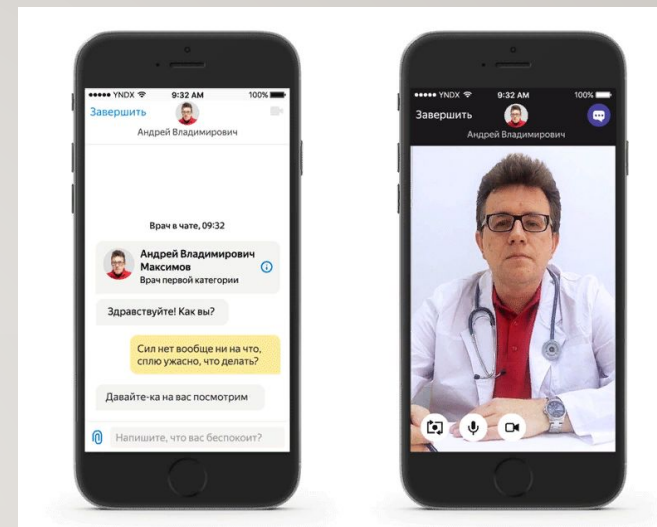 YNDX 9:32 AM 100%
Завершить
Андрей Владимирович
Врач в чате, 09:32
Андрей Владимирович
Максимов
Врач первой категории
Здравствуйте! Как вы?
Сил нет вообще ни на что,
сплю ужасно, что делать?
Давайте-ка на вас посмотрим
Напишите, что вас беспокоит?
YNDX 9:32 AM 100%
Завершить
Андрей Владимирович